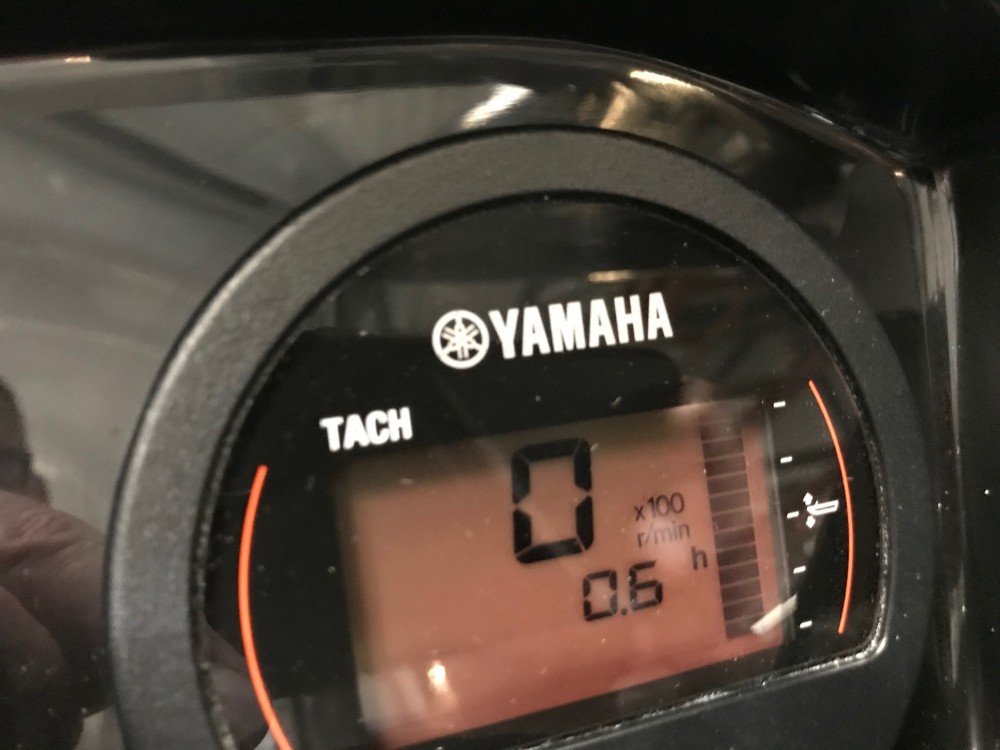 YAMAHA
TACH
0
x100
r/min
0.6 h